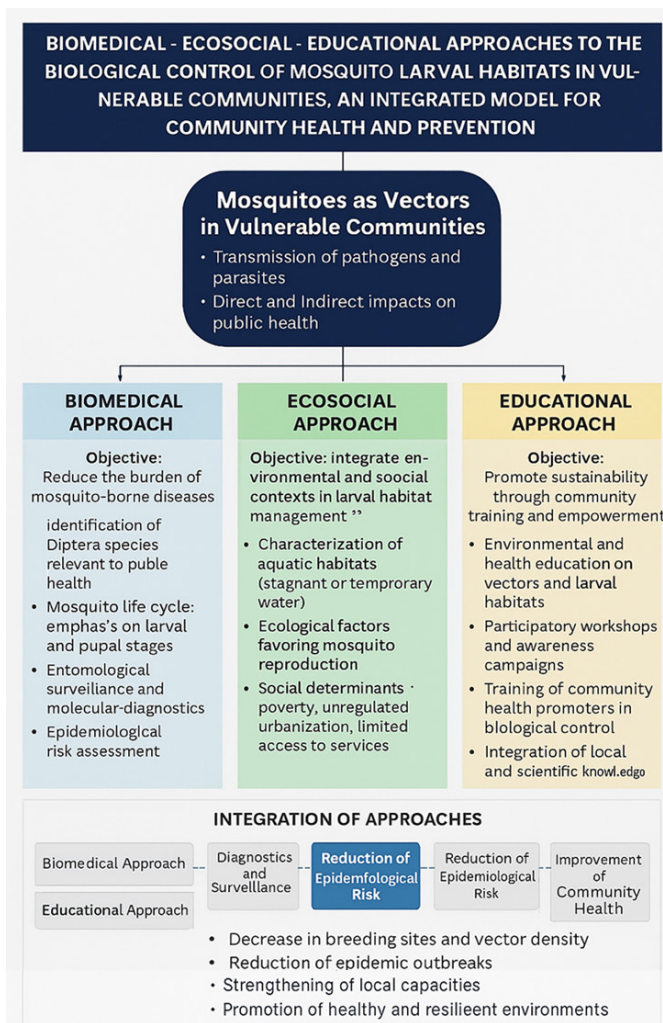 BIOMEDICAL - ECOSOCIAL - EDUCATIONAL APPROACHES TO THE
BIOLOGICAL CONTROL OF MOSQUITO LARVAL HABITATS IN VUL-
NERABLE COMMUNITIES, AN INTEGRATED MODEL FOR
COMMUNITY HEALTH AND PREVENTION
Mosquitoes as Vectors
in Vulnerable Communities
• Transmission of pathogens and
parasites
• Direct and Indirect impacts on
public health
BIOMEDICAL
APPROACH
Objective:
Reduce the burden of
mosquito-borne diseases
identification of
Diptera species
relevant to puble
health
• Mosquito life cycle:
emphas's on larval
and pupal stages
• Entomological
surveiliance and
molecular-diagnostics
• Epidemiologlcal
risk assessment
ECOSOCIAL
APPROACH
Objective: integrate en-
vironmental and soocial
contexts in larval habitat
management ”
• Characterization of
aquatic habitats
(stagnant or temprorary
water)
• Ecological factors
favoring mosquito
reproduction
• Social determinants ·
poverty, unregulated
urbanization, limited
access to services
EDUCATIONAL
APPROACH
Objective:
Promote sustainability
through community
training and empowerment
• Environmental and
health education on
vectors and larval
habitats
• Participatory workshops
and awareness
campaigns
• Training of community
health promoters in
biological control
• Integration of local
and scientific knowl.edgo
INTEGRATION OF APPROACHES
Biomedical Approach
Educational Approach
Diagnostics
and
Survelllance
Reduction of
Epidemfological
Risk
Reduction of
Epidemiological
Risk
Improvement
of
Community
Health
• Decrease in breeding sites and vector density
• Reduction of epidemic outbreaks
• Strengthening of local capacities
• Promotion of healthy and resilieent environments